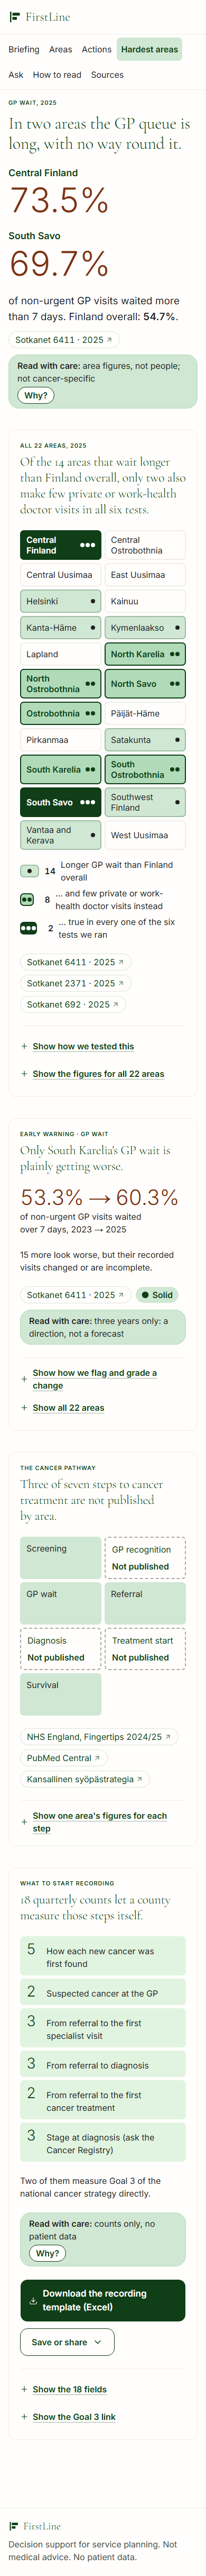 FirstLine
Briefing Areas Actions Hardest areas
Ask How to read Sources
GP WAIT, 2025
In two areas the GP queue is
long, with no way round it.
Central Finland
73.5%
South Savo
69.7%
of non-urgent GP visits waited more
than 7 days. Finland overall: 54.7%.
Sotkanet 6411 · 2025 ↗
Read with care: area figures, not people;
not cancer-specific
Why?
ALL 22 AREAS, 2025
Of the 14 areas that wait longer
than Finland overall, only two also
make few private or work-health
doctor visits in all six tests.
Central
Finland
Central
Ostrobothnia
Central Uusimaa
East Uusimaa
Helsinki
Kainuu
Kanta-Häme
Kymenlaakso
Lapland
North Karelia
North
Ostrobothnia
North Savo
Ostrobothnia
Päijät-Häme
Pirkanmaa
Satakunta
South Karelia
South
Ostrobothnia
South Savo
Southwest
Finland
Vantaa and
Kerava
West Uusimaa
14 Longer GP wait than Finland
overall
8 ... and few private or work-
health doctor visits instead
2 ... true in every one of the six
tests we ran
Sotkanet 6411 · 2025 ↗
Sotkanet 2371 · 2025 ↗
Sotkanet 692 · 2025 ↗
+ Show how we tested this
+ Show the figures for all 22 areas
EARLY WARNING · GP WAIT
Only South Karelia's GP wait is
plainly getting worse.
53.3% → 60.3%
of non-urgent GP visits waited
over 7 days, 2023 → 2025
15 more look worse, but their recorded
visits changed or are incomplete.
Sotkanet 6411 · 2025 ↗ Solid
Read with care: three years only: a
direction, not a forecast
+ Show how we flag and grade a
change
+ Show all 22 areas
THE CANCER PATHWAY
Three of seven steps to cancer
treatment are not published
by area.
Screening
GP recognition
Not published
GP wait
Referral
Diagnosis
Not published
Treatment start
Not published
Survival
NHS England, Fingertips 2024/25 ↗
PubMed Central ↗
Kansallinen syöpästrategia ↗
+ Show one area's figures for each
step
WHAT TO START RECORDING
18 quarterly counts let a county
measure those steps itself.
5 How each new cancer was
first found
2 Suspected cancer at the GP
3 From referral to the first
specialist visit
3 From referral to diagnosis
2 From referral to the first
cancer treatment
3 Stage at diagnosis (ask the
Cancer Registry)
Two of them measure Goal 3 of the
national cancer strategy directly.
Read with care: counts only, no
patient data
Why?
Download the recording
template (Excel)
Save or share
+ Show the 18 fields
+ Show the Goal 3 link
FirstLine
Decision support for service planning. Not
medical advice. No patient data.